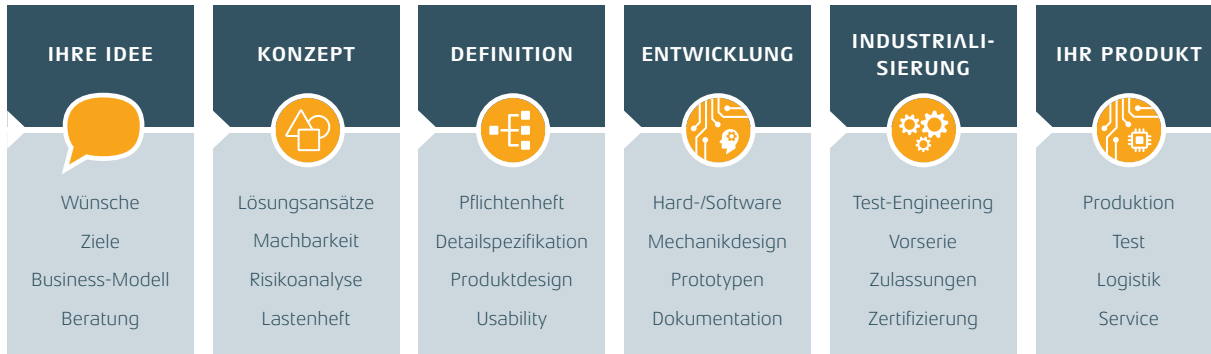 IHRE IDEE
Wünsche
Ziele
Business-Modell
Beratung
KONZEPT
Lösungsansätze
Machbarkeit
Risikoanalyse
Lastenheft
DEFINITION
Pflichtenheft
Detailspezifikation
Produktdesign
Usability
ENTWICKLUNG
Hard-/Software
Mechanikdesign
Prototypen
Dokumentation
INDUSTRIALI-
SIERUNG
Test-Engineering
Vorserie
Zulassungen
Zertifizierung
IHR PRODUKT
Produktion
Test
Logistik
Service